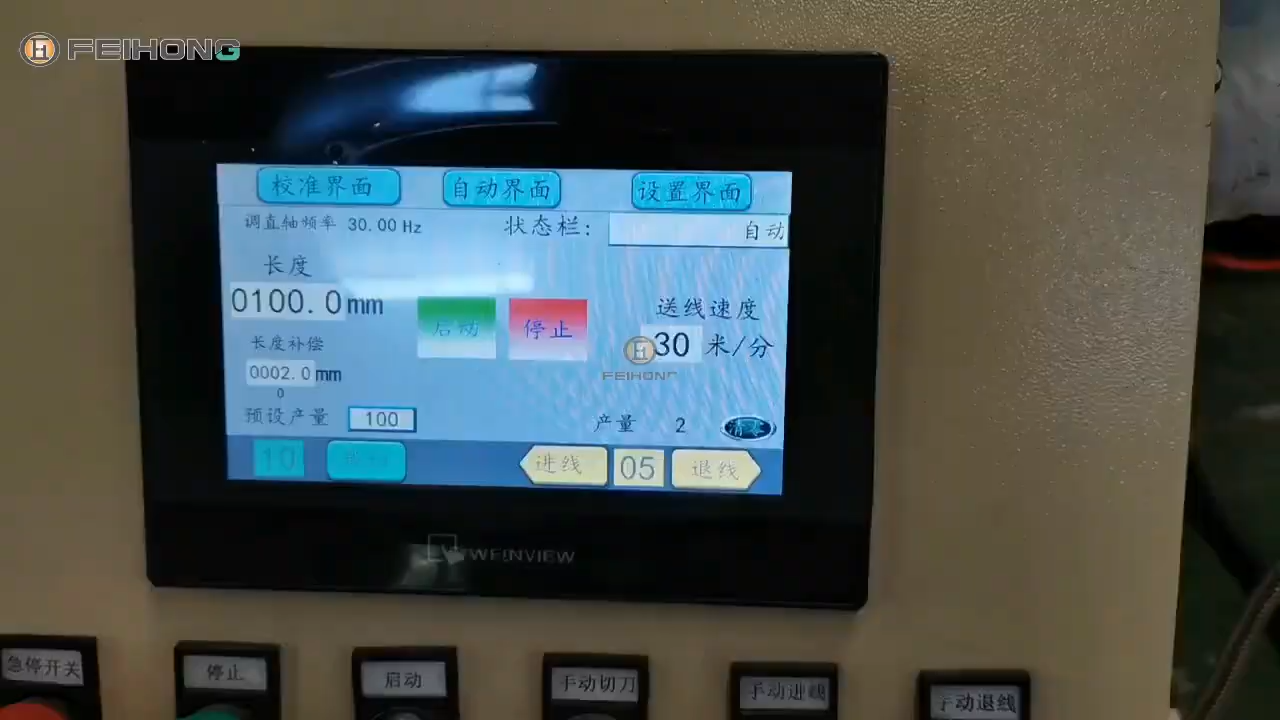 FEIHONG
校准界面 自动界面 设置界面
调直轴频率 30.00 Hz 状态栏: 自动
长度
0100.0 mm
启动 停止
送线速度
30 米/分
FEIHONG
长度补偿
0002.0 mm
0
预设产量 100 产量 2 清零
10 进线 05 退线
WEINVIEW
急停开关 停止 启动 手动切刀 手动进线 手动退线